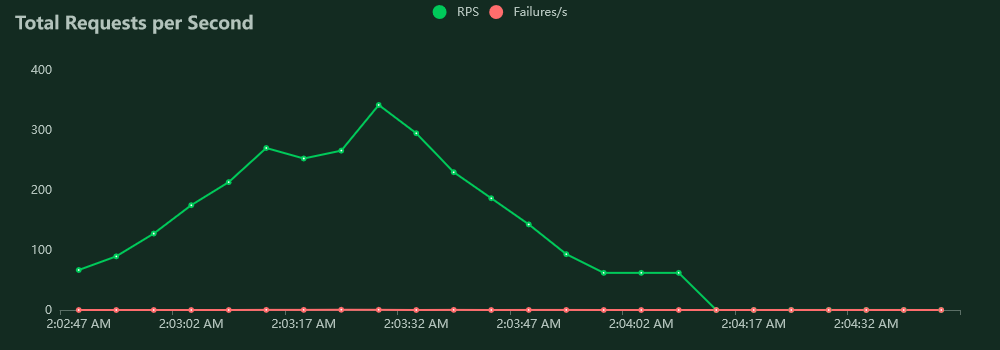 Total Requests per Second
RPS Failures/s
400
300
200
100
0
2:02:47 AM 2:03:02 AM 2:03:17 AM 2:03:32 AM 2:03:47 AM 2:04:02 AM 2:04:17 AM 2:04:32 AM